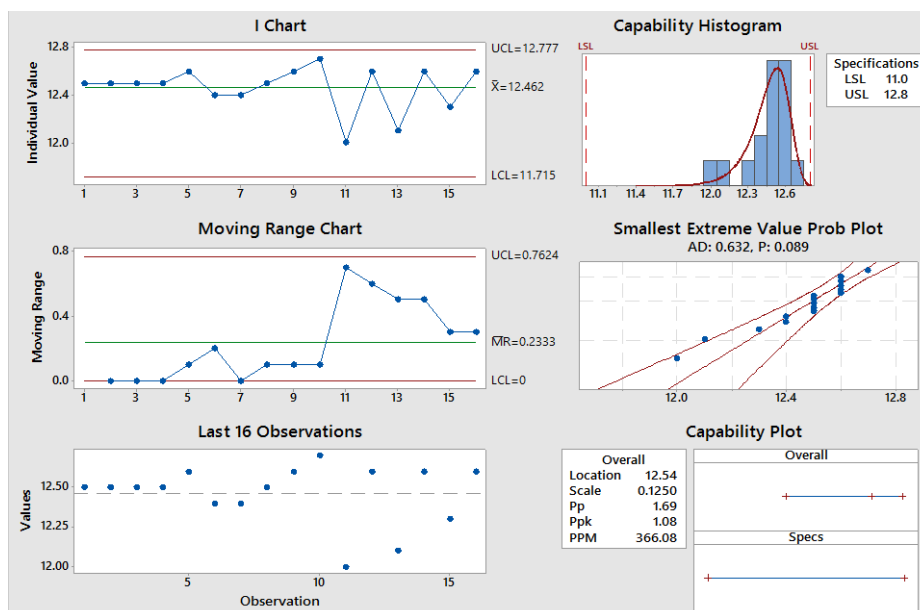 I Chart
Individual Value
12.8
12.4
12.0
UCL=12.777
X̄=12.462
LCL=11.715
1 3 5 7 9 11 13 15
Capability Histogram
LSL USL
Specifications
LSL 11.0
USL 12.8
11.1 11.4 11.7 12.0 12.3 12.6
Moving Range Chart
Moving Range
0.8
0.4
0.0
UCL=0.7624
M̅R̅=0.2333
LCL=0
1 3 5 7 9 11 13 15
Smallest Extreme Value Prob Plot
AD: 0.632, P: 0.089
12.0 12.4 12.8
Last 16 Observations
Values
12.50
12.25
12.00
5 10 15
Observation
Capability Plot
Overall
Location 12.54
Scale 0.1250
Pp 1.69
Ppk 1.08
PPM 366.08
Overall
Specs